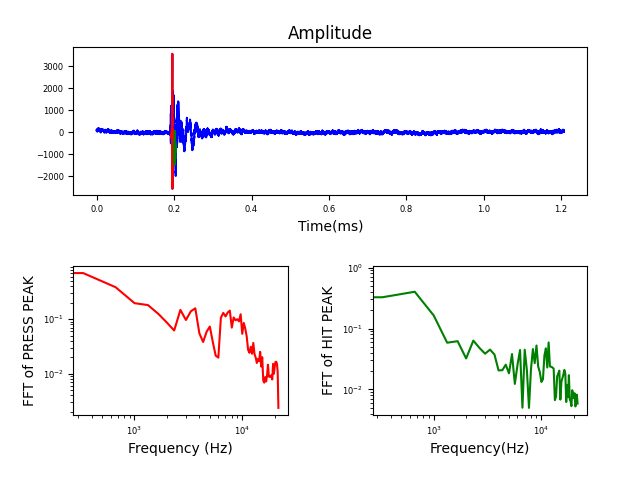 Amplitude
3000
2000
1000
0
−1000
−2000
0.0 0.2 0.4 0.6 0.8 1.0 1.2
Time(ms)
FFT of PRESS PEAK
10⁻¹
10⁻²
10³ 10⁴
Frequency (Hz)
FFT of HIT PEAK
10⁰
10⁻¹
10⁻²
10³ 10⁴
Frequency(Hz)